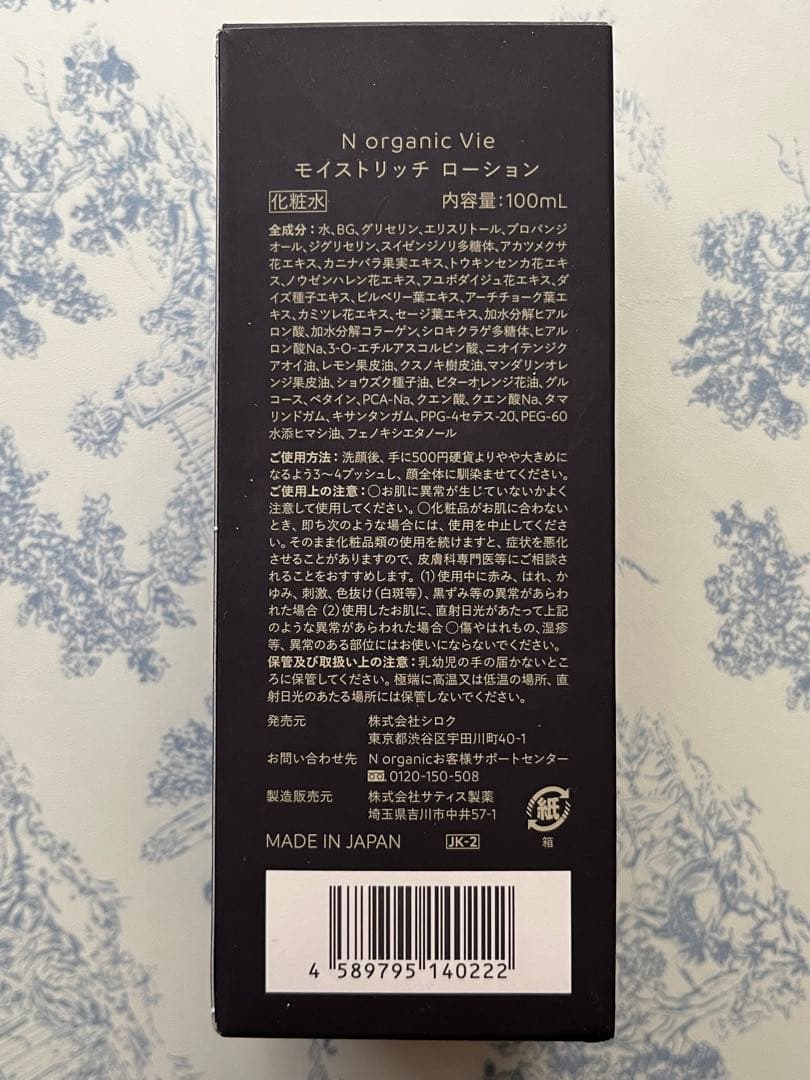 N organic Vie
モイストリッチ ローション
化粧水 内容量：100mL
全成分：水、BG、グリセリン、エリスリトール、プロパンジ
オール、ジグリセリン、スイゼンジノリ多糖体、アカツメクサ
花エキス、カニナバラ果実エキス、トウキンセンカ花エキ
ス、ノウゼンハレン花エキス、フユボダイジュ花エキス、ダ
イズ種子エキス、ビルベリー葉エキス、アーチチョーク葉エ
キス、カミツレ花エキス、セージ葉エキス、加水分解ヒアル
ロン酸、加水分解コラーゲン、シロキクラゲ多糖体、ヒアル
ロン酸Na、3-O-エチルアスコルビン酸、ニオイテンジク
アオイ油、レモン果皮油、クスノキ樹皮油、マンダリンオレ
ンジ果皮油、ショウズク種子油、ビターオレンジ花油、グル
コース、ベタイン、PCA-Na、クエン酸、クエン酸Na、タマ
リンドガム、キサンタンガム、PPG-4セテス-20、PEG-60
水添ヒマシ油、フェノキシエタノール
ご使用方法：洗顔後、手に500円硬貨よりやや大きめに
なるよう3〜4プッシュし、顔全体に馴染ませてください。
ご使用上の注意：○お肌に異常が生じていないかよく
注意して使用してください。○化粧品がお肌に合わない
とき、即ち次のような場合には、使用を中止してくださ
い。そのまま化粧品類の使用を続けますと、症状を悪化
させることがありますので、皮膚科専門医等にご相談さ
れることをおすすめします。（1）使用中に赤み、はれ、か
ゆみ、刺激、色抜け（白斑等）、黒ずみ等の異常があらわ
れた場合（2）使用したお肌に、直射日光があたって上記
のような異常があらわれた場合○傷やはれもの、湿疹
等、異常のある部位にはお使いにならないでください。
保管及び取扱い上の注意：乳幼児の手の届かないとこ
ろに保管してください。極端に高温又は低温の場所、直
射日光のあたる場所には保管しないでください。
発売元 株式会社シロク
東京都渋谷区宇田川町40-1
お問い合わせ先 N organicお客様サポートセンター
0120-150-508
製造販売元 株式会社サティス製薬
埼玉県吉川市中井57-1
紙
箱
MADE IN JAPAN JK-2
4 589795 140222